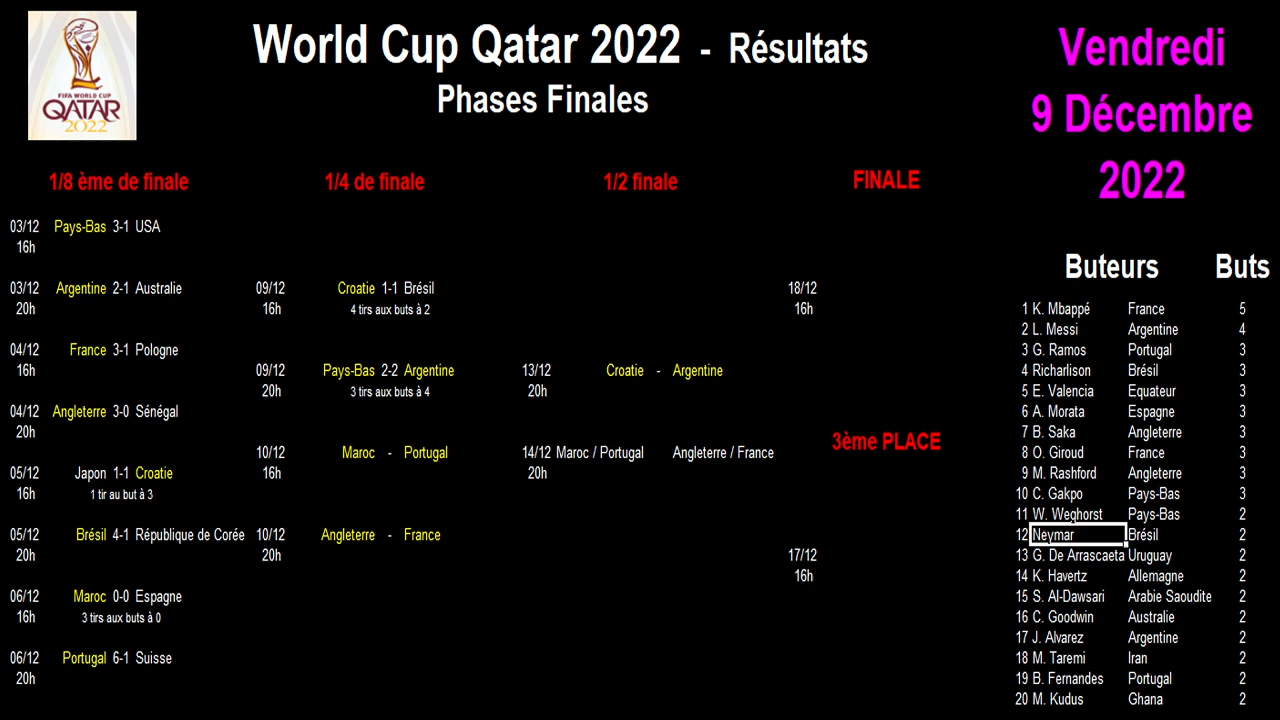 FIFA WORLD CUP
QATAR
2022
World Cup Qatar 2022 - Résultats
Phases Finales
Vendredi
9 Décembre
2022
1/8 ème de finale
03/12 Pays-Bas 3-1 USA
16h
03/12 Argentine 2-1 Australie
20h
04/12 France 3-1 Pologne
16h
04/12 Angleterre 3-0 Sénégal
20h
05/12 Japon 1-1 Croatie
16h 1 tir au but à 3
05/12 Brésil 4-1 République de Corée
20h
06/12 Maroc 0-0 Espagne
16h 3 tirs aux buts à 0
06/12 Portugal 6-1 Suisse
20h
1/4 de finale
09/12 Croatie 1-1 Brésil
16h 4 tirs aux buts à 2
09/12 Pays-Bas 2-2 Argentine
20h 3 tirs aux buts à 4
10/12 Maroc - Portugal
16h
10/12 Angleterre - France
20h
1/2 finale
13/12 Croatie - Argentine
20h
14/12 Maroc / Portugal Angleterre / France
20h
FINALE
18/12
16h
3ème PLACE
17/12
16h
Buteurs Buts
1 K. Mbappé France 5
2 L. Messi Argentine 4
3 G. Ramos Portugal 3
4 Richarlison Brésil 3
5 E. Valencia Equateur 3
6 A. Morata Espagne 3
7 B. Saka Angleterre 3
8 O. Giroud France 3
9 M. Rashford Angleterre 3
10 C. Gakpo Pays-Bas 3
11 W. Weghorst Pays-Bas 2
12 Neymar Brésil 2
13 G. De Arrascaeta Uruguay 2
14 K. Havertz Allemagne 2
15 S. Al-Dawsari Arabie Saoudite 2
16 C. Goodwin Australie 2
17 J. Alvarez Argentine 2
18 M. Taremi Iran 2
19 B. Fernandes Portugal 2
20 M. Kudus Ghana 2